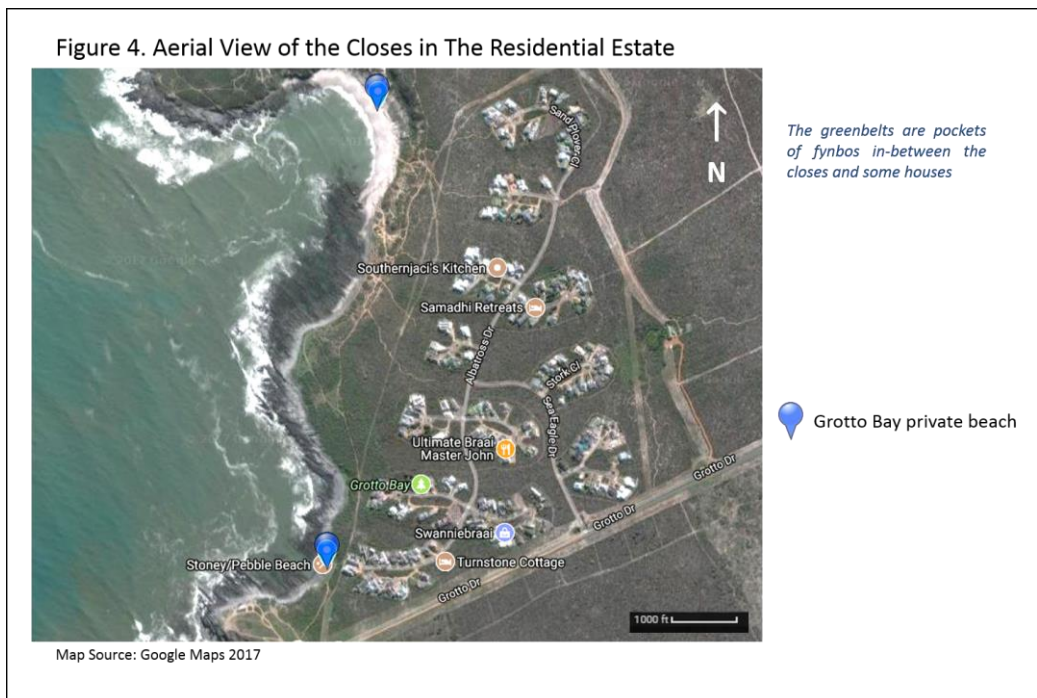 Figure 4. Aerial View of the Closes in The Residential Estate
The greenbelts are pockets
of fynbos in-between the
closes and some houses
N
Sand Plover Cl
Southernjaci's Kitchen
Samadhi Retreats
Albatross Dr
Stork Cl
Sea Eagle Dr
Grotto Bay private beach
Ultimate Braai
Master John
Grotto Dr
Grotto Bay
Grotto Dr
Swanniebraai
Stoney/Pebble Beach
Turnstone Cottage
Grotto Dr
1000 ft
Map Source: Google Maps 2017